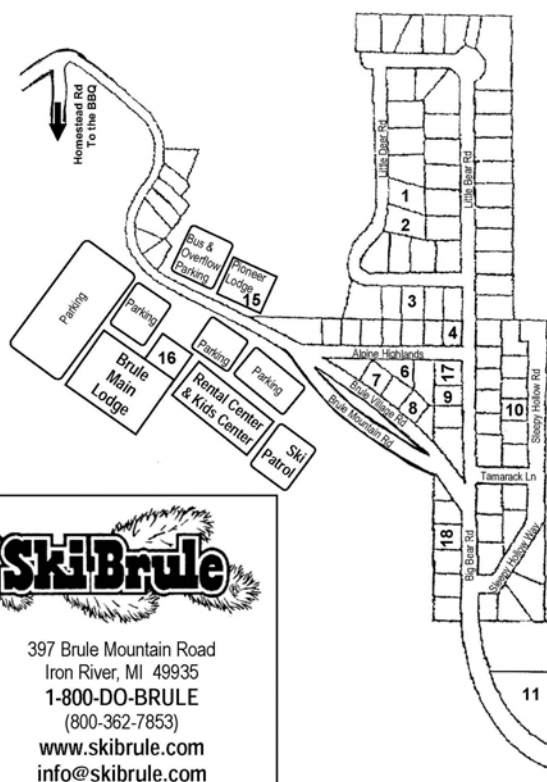 Homestead Rd
To the BBQ
Little Deer Rd
Little Bear Rd
1
2
Bus &
Overflow
Parking
Pioneer
Lodge
15
Parking
Parking
3
4
16
Brule
Main
Lodge
Parking
Parking
Rental Center
& Kids Center
Ski
Patrol
Alpine Highlands
6
7
8
17
9
Brule Village Rd
Brule Mountain Rd
10
Sleepy Hollow Rd
Tamarack Ln
18
Big Bear Rd
Sleepy Hollow Way
11
Ski Brule
®
397 Brule Mountain Road
Iron River, MI 49935
1-800-DO-BRULE
(800-362-7853)
www.skibrule.com
info@skibrule.com